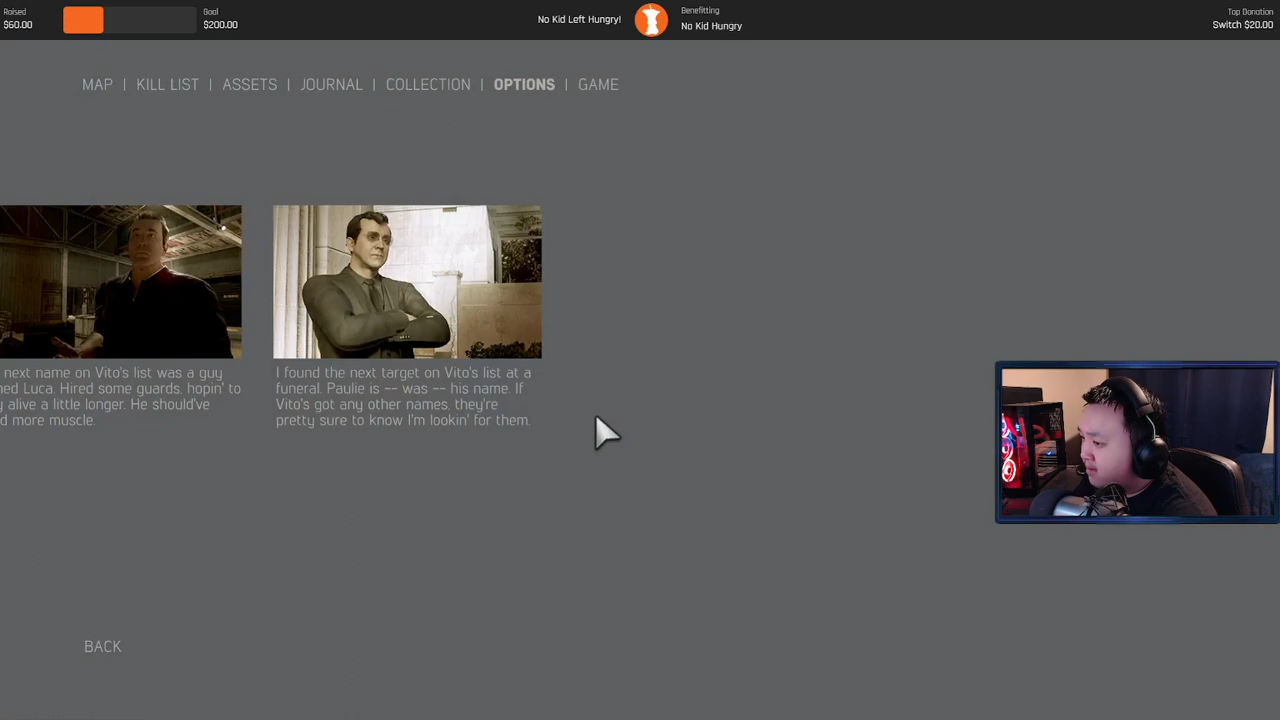 Raised
$60.00
Goal
$200.00
No Kid Left Hungry!
Benefitting
No Kid Hungry
Top Donation
Switch $20.00
MAP | KILL LIST | ASSETS | JOURNAL | COLLECTION | OPTIONS | GAME
next name on Vito's list was a guy
ned Luca. Hired some guards, hopin' to
y alive a little longer. He should've
d more muscle.
I found the next target on Vito's list at a
funeral. Paulie is -- was -- his name. If
Vito's got any other names, they're
pretty sure to know I'm lookin' for them.
BACK